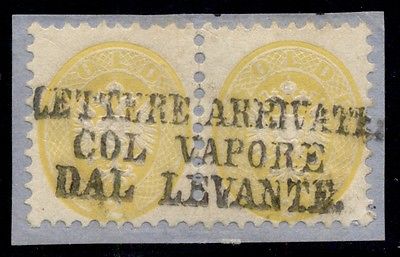 LETTERE ARRIVATE
COL VAPORE
DAL LEVANTE.